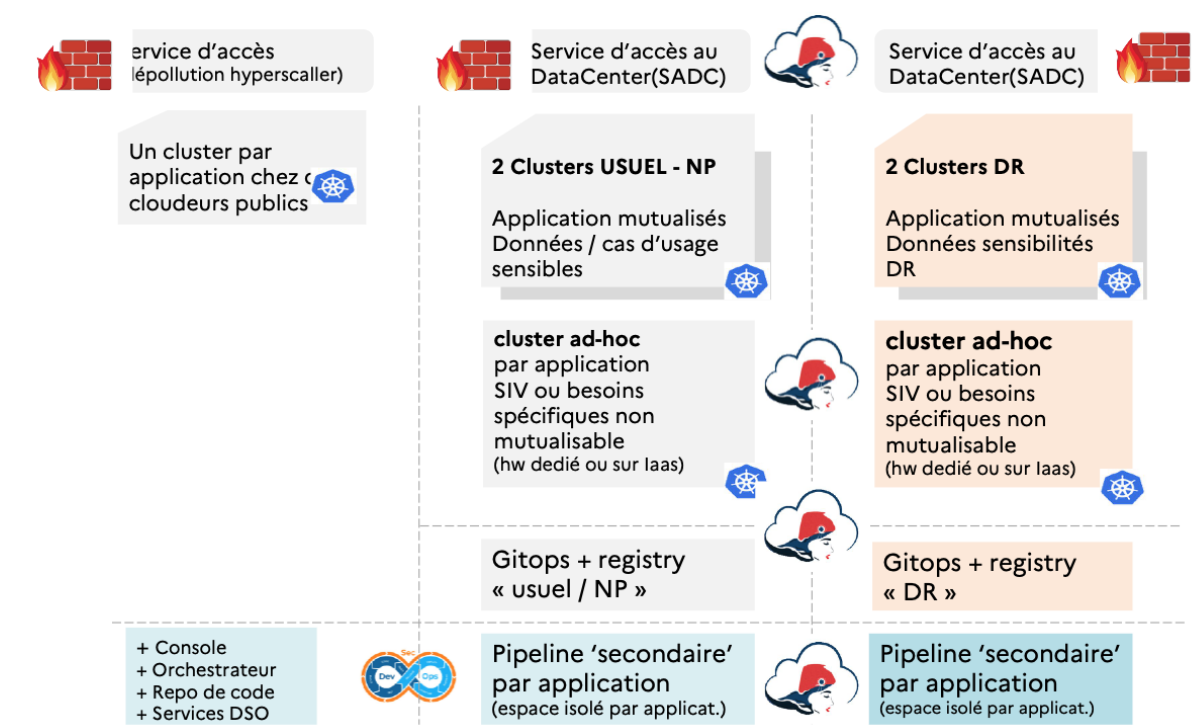 ervice d'accès
lépollution hyperscaller)
Service d'accès au
DataCenter(SADC)
Service d'accès au
DataCenter(SADC)
Un cluster par
application chez
cloudeurs publics
2 Clusters USUEL - NP
Application mutualisés
Données / cas d'usage
sensibles
2 Clusters DR
Application mutualisés
Données sensibilités
DR
cluster ad-hoc
par application
SIV ou besoins
spécifiques non
mutualisable
(hw dedié ou sur Iaas)
cluster ad-hoc
par application
SIV ou besoins
spécifiques non
mutualisable
(hw dedié ou sur Iaas)
Gitops + registry
« usuel / NP »
Gitops + registry
« DR »
+ Console
+ Orchestrateur
+ Repo de code
+ Services DSO
Sec
Dev
Ops
Pipeline ‘secondaire’
par application
(espace isolé par applicat.)
Pipeline ‘secondaire’
par application
(espace isolé par applicat.)